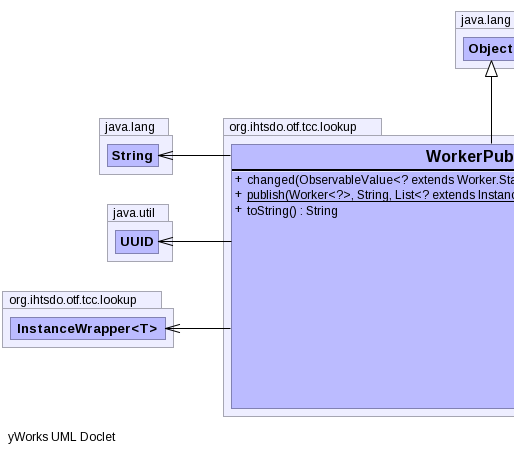 java.lang
Object
java.lang
String
org.ihtsdo.otf.tcc.lookup
WorkerPub
+ changed(ObservableValue<? extends Worker.Sta
+ publish(Worker<?>, String, List<? extends Instanc
+ toString() : String
java.util
UUID
org.ihtsdo.otf.tcc.lookup
InstanceWrapper<T>
yWorks UML Doclet